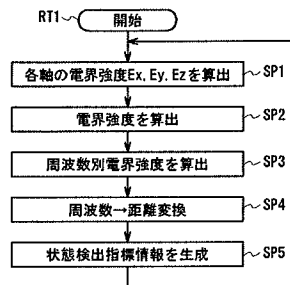 RT1
開始
各軸の電界強度Ex, Ey, Ezを算出
SP1
電界強度を算出
SP2
周波数別電界強度を算出
SP3
周波数→距離変換
SP4
状態検出指標情報を生成
SP5